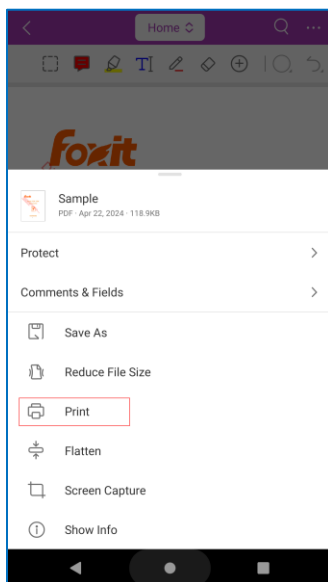 Home
TI
foxit
Sample
PDF · Apr 22, 2024 · 118.9KB
Protect
Comments & Fields
Save As
Reduce File Size
Print
Flatten
Screen Capture
Show Info